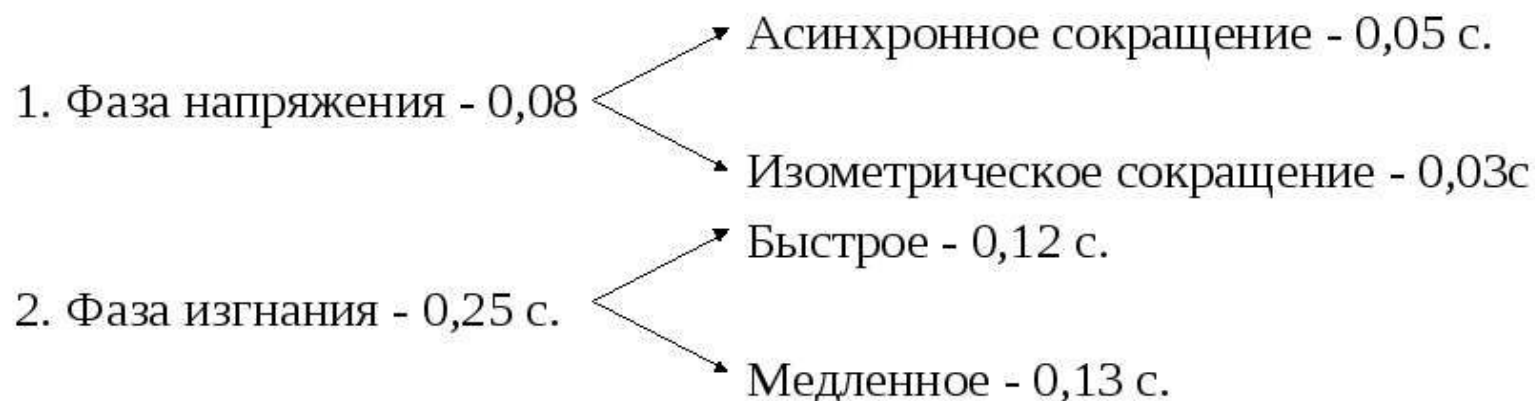 Асинхронное сокращение - 0,05 с.
1. Фаза напряжения - 0,08
Изометрическое сокращение - 0,03с
Быстрое - 0,12 с.
2. Фаза изгнания - 0,25 с.
Медленное - 0,13 с.